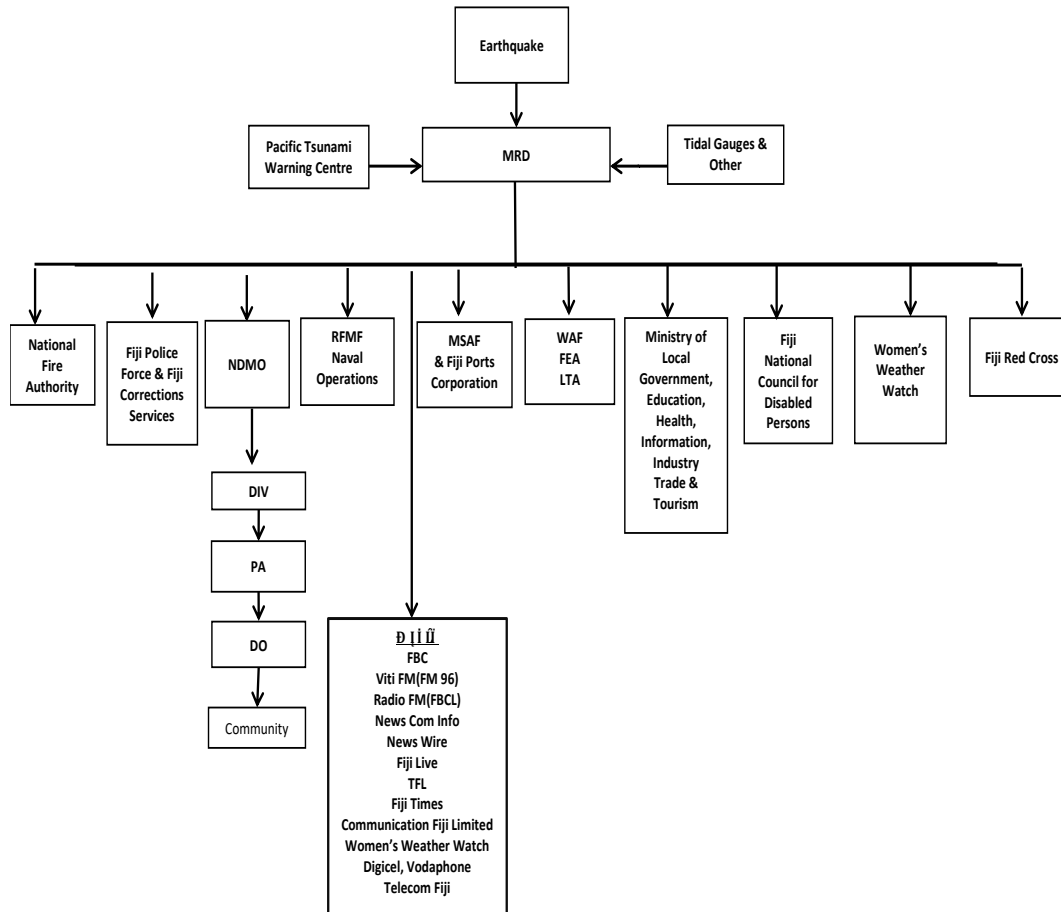 Earthquake
Pacific Tsunami
Warning Centre
MRD
Tidal Gauges &
Other
National
Fire
Authority
Fiji Police
Force & Fiji
Corrections
Services
NDMO
RFMF
Naval
Operations
MSAF
& Fiji Ports
Corporation
WAF
FEA
LTA
Ministry of
Local
Government,
Education,
Health,
Information,
Industry
Trade &
Tourism
Fiji
National
Council for
Disabled
Persons
Women's
Weather
Watch
Fiji Red Cross
DIV
PA
DO
Community
FBC
Viti FM(FM 96)
Radio FM(FBCL)
News Com Info
News Wire
Fiji Live
TFL
Fiji Times
Communication Fiji Limited
Women's Weather Watch
Digicel, Vodaphone
Telecom Fiji